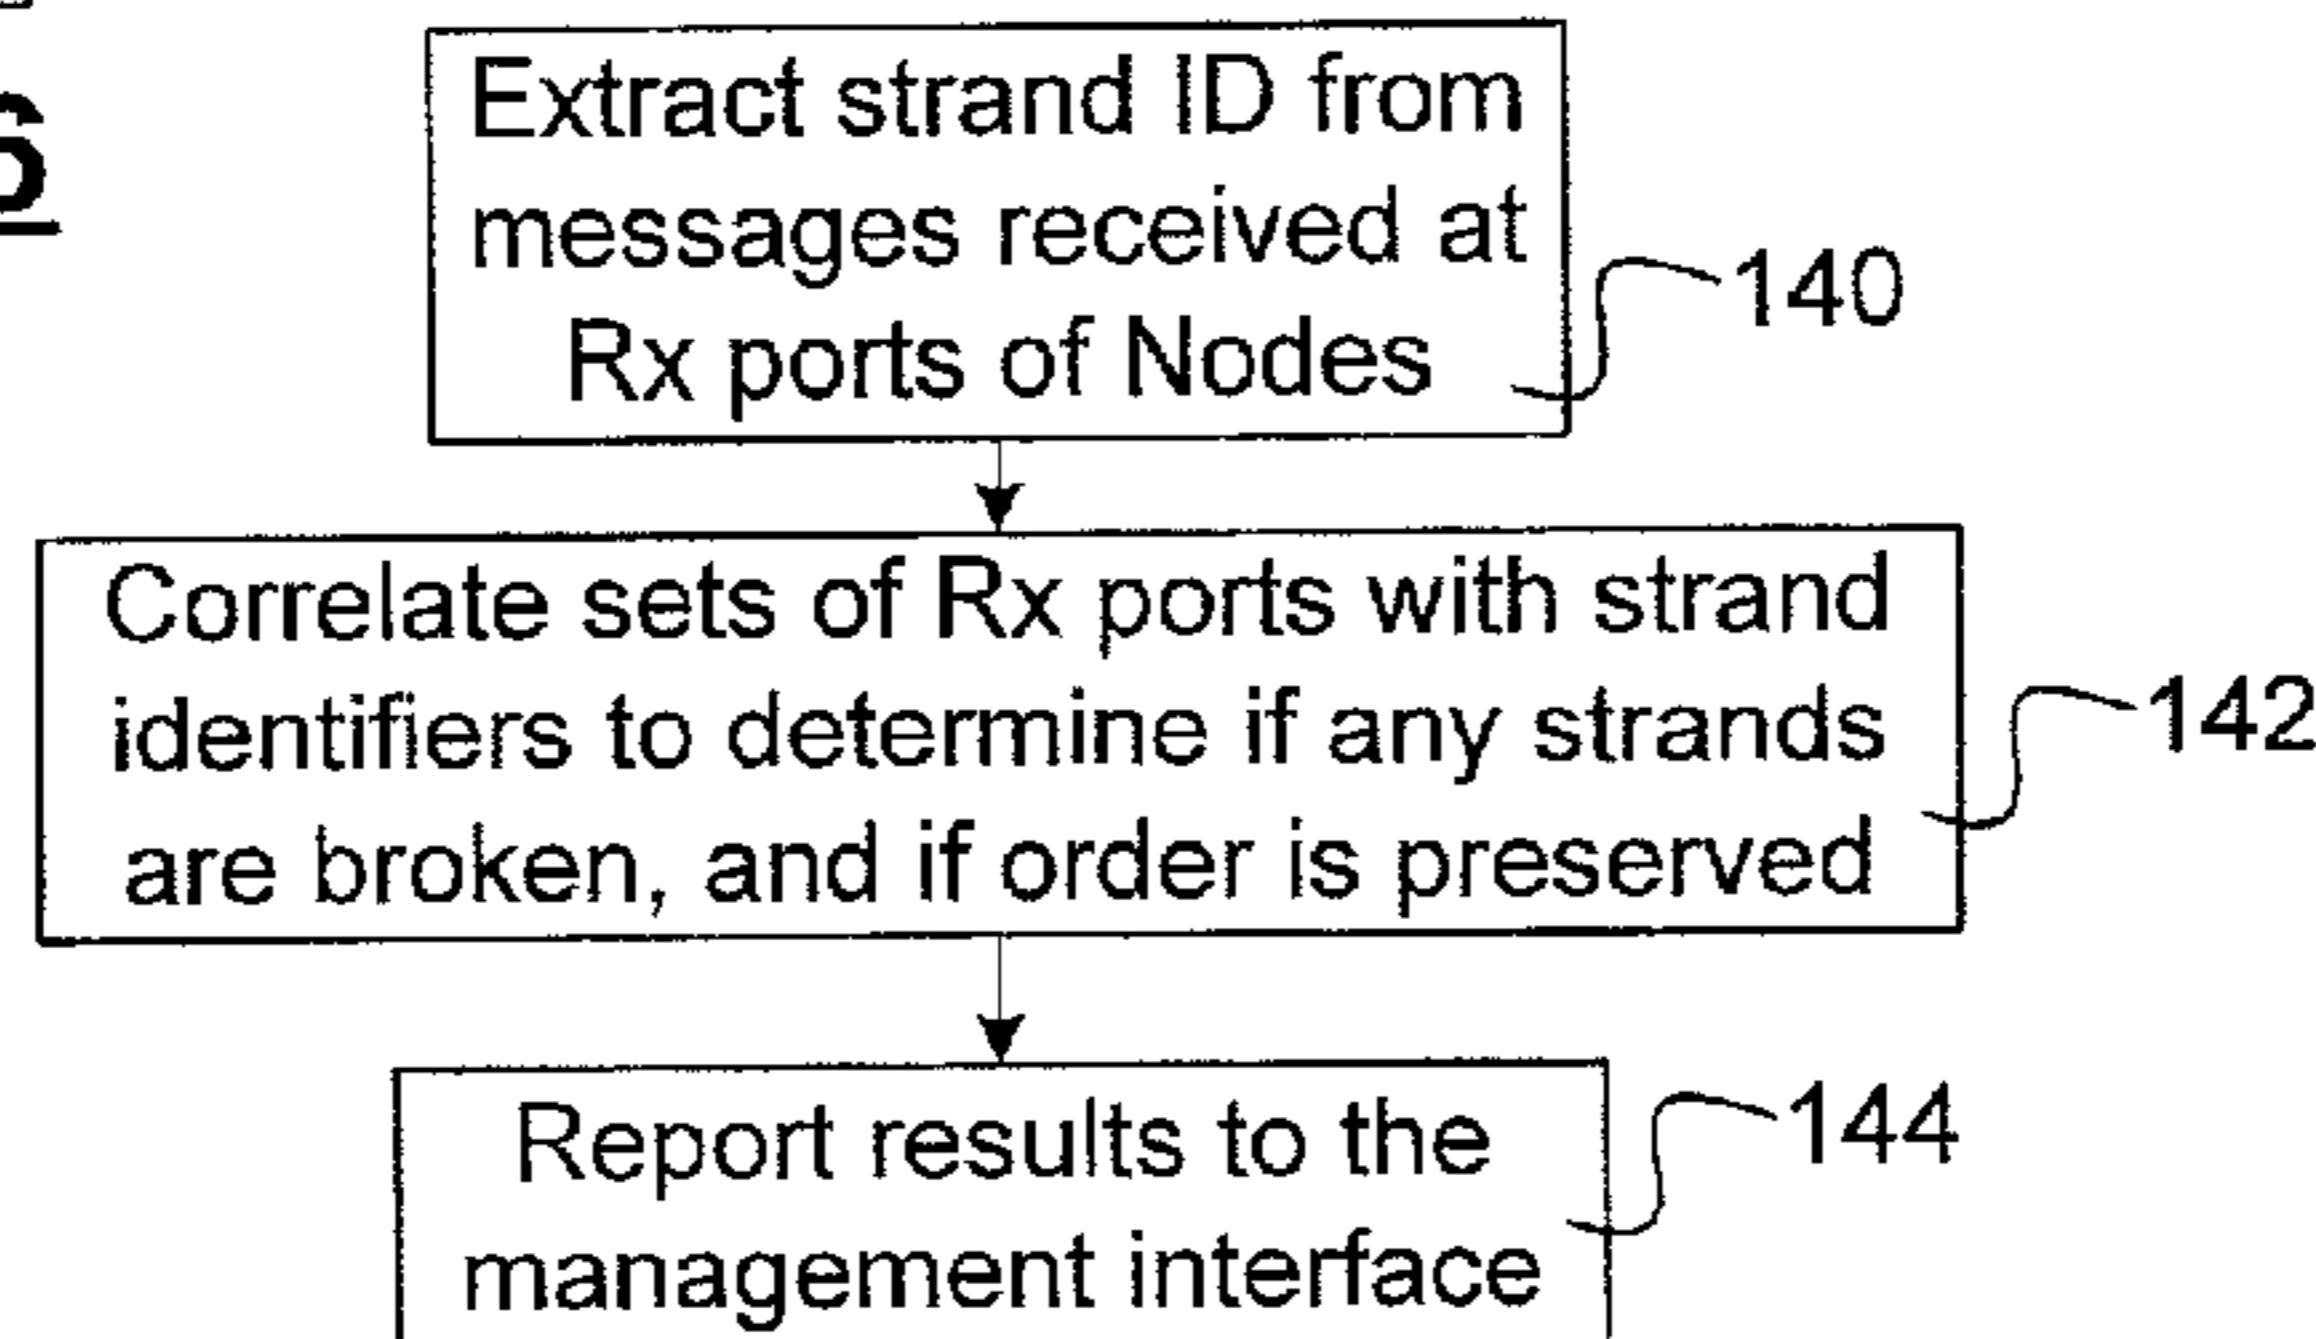 6
Extract strand ID from
messages received at
Rx ports of Nodes
140
Correlate sets of Rx ports with strand
identifiers to determine if any strands
are broken, and if order is preserved
142
Report results to the
management interface
144